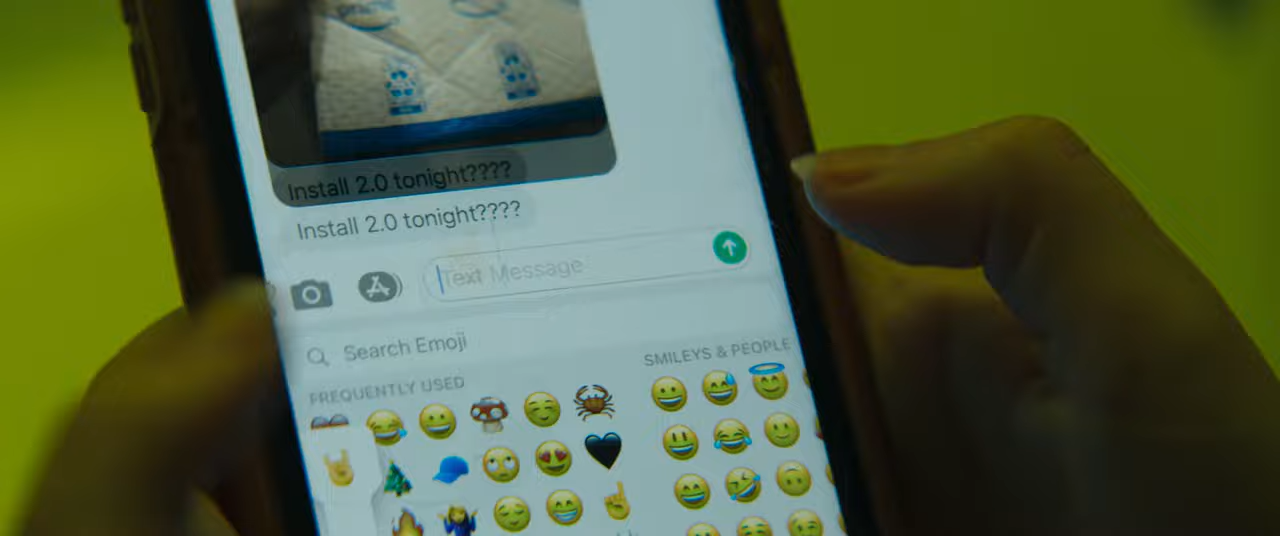 Install 2.0 tonight????
Install 2.0 tonight????
Text Message
Search Emoji
FREQUENTLY USED
SMILEYS & PEOPLE